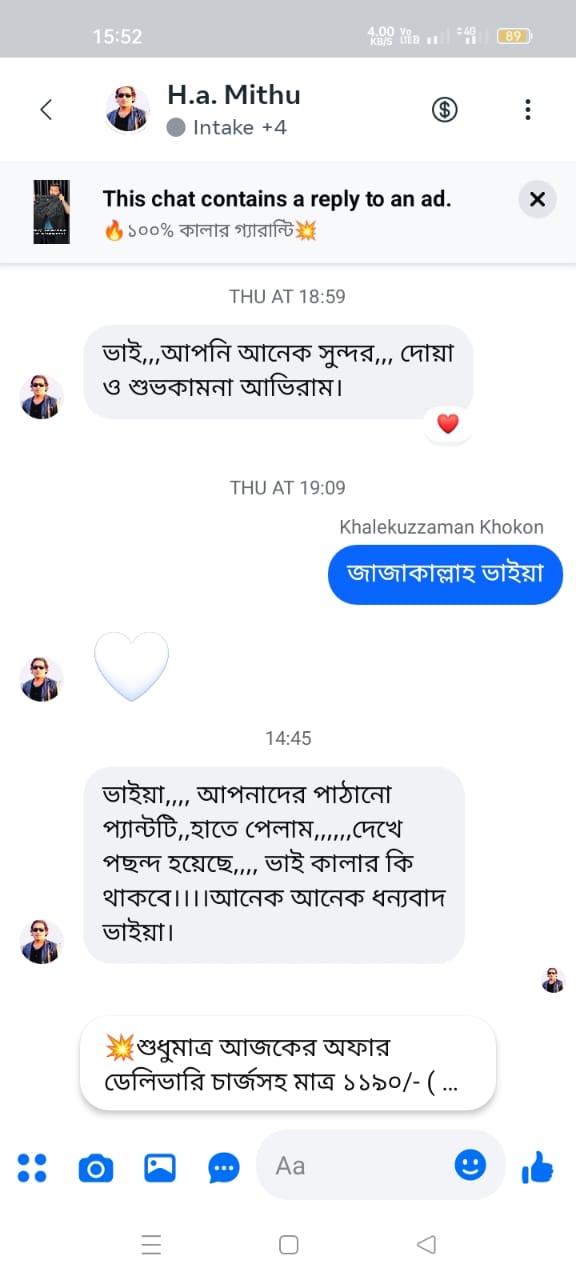 15:52
4.00 KB/S
Vo LTE
4G
89
H.a. Mithu
Intake +4
This chat contains a reply to an ad.
🔥১০০% কালার গ্যারান্টি💥
THU AT 18:59
ভাই,,,আপনি আনেক সুন্দর,,, দোয়া
ও শুভকামনা আভিরাম।
THU AT 19:09
Khalekuzzaman Khokon
জাজাকাল্লাহ ভাইয়া
14:45
ভাইয়া,,,, আপনাদের পাঠানো
প্যান্টটি,,হাতে পেলাম,,,,,,দেখে
পছন্দ হয়েছে,,,, ভাই কালার কি
থাকবে।।।।আনেক আনেক ধন্যবাদ
ভাইয়া।
💥শুধুমাত্র আজকের অফার
ডেলিভারি চার্জসহ মাত্র ১১৯০/- ( ...
Aa